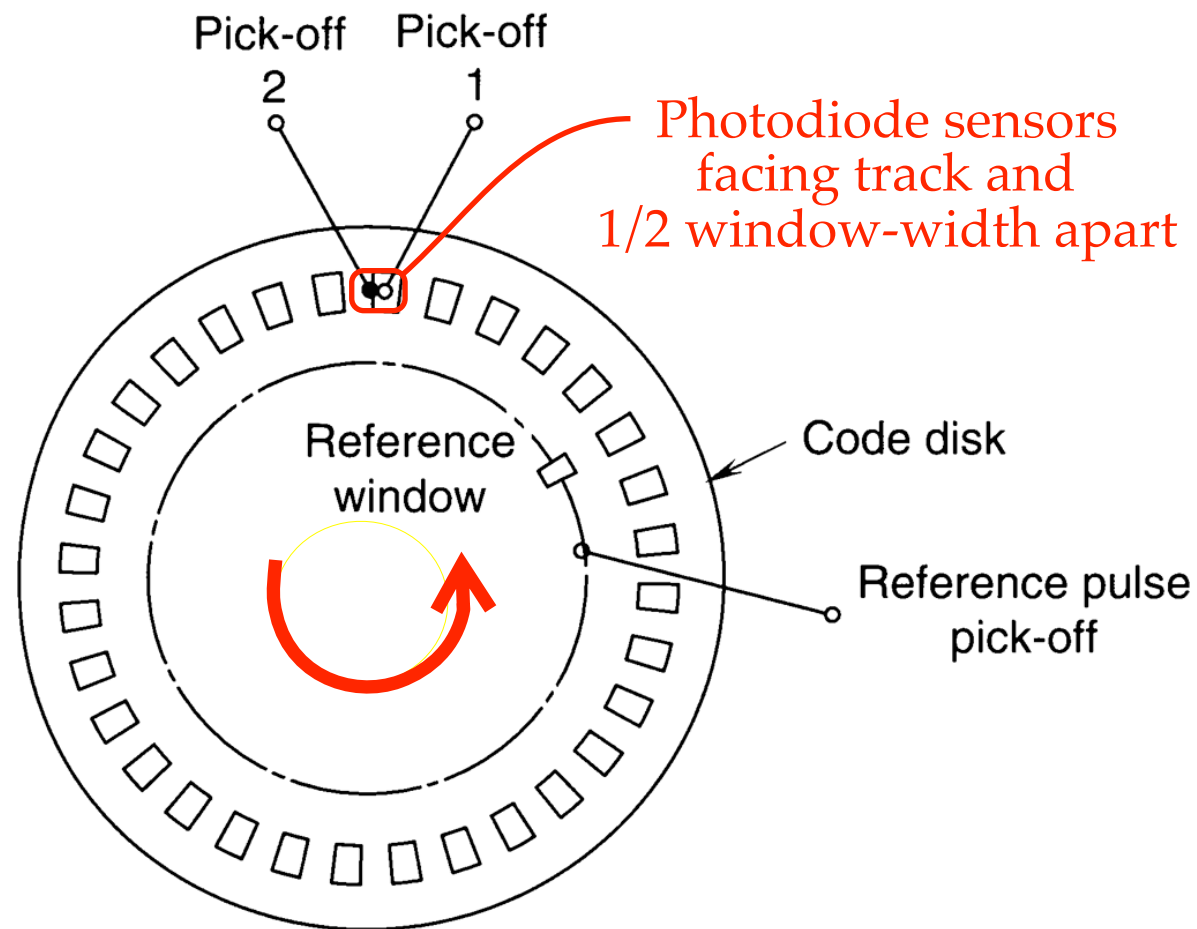 Pick-off Pick-off
2 1
Photodiode sensors
facing track and
1/2 window-width apart
Reference
window
Code disk
Reference pulse
pick-off